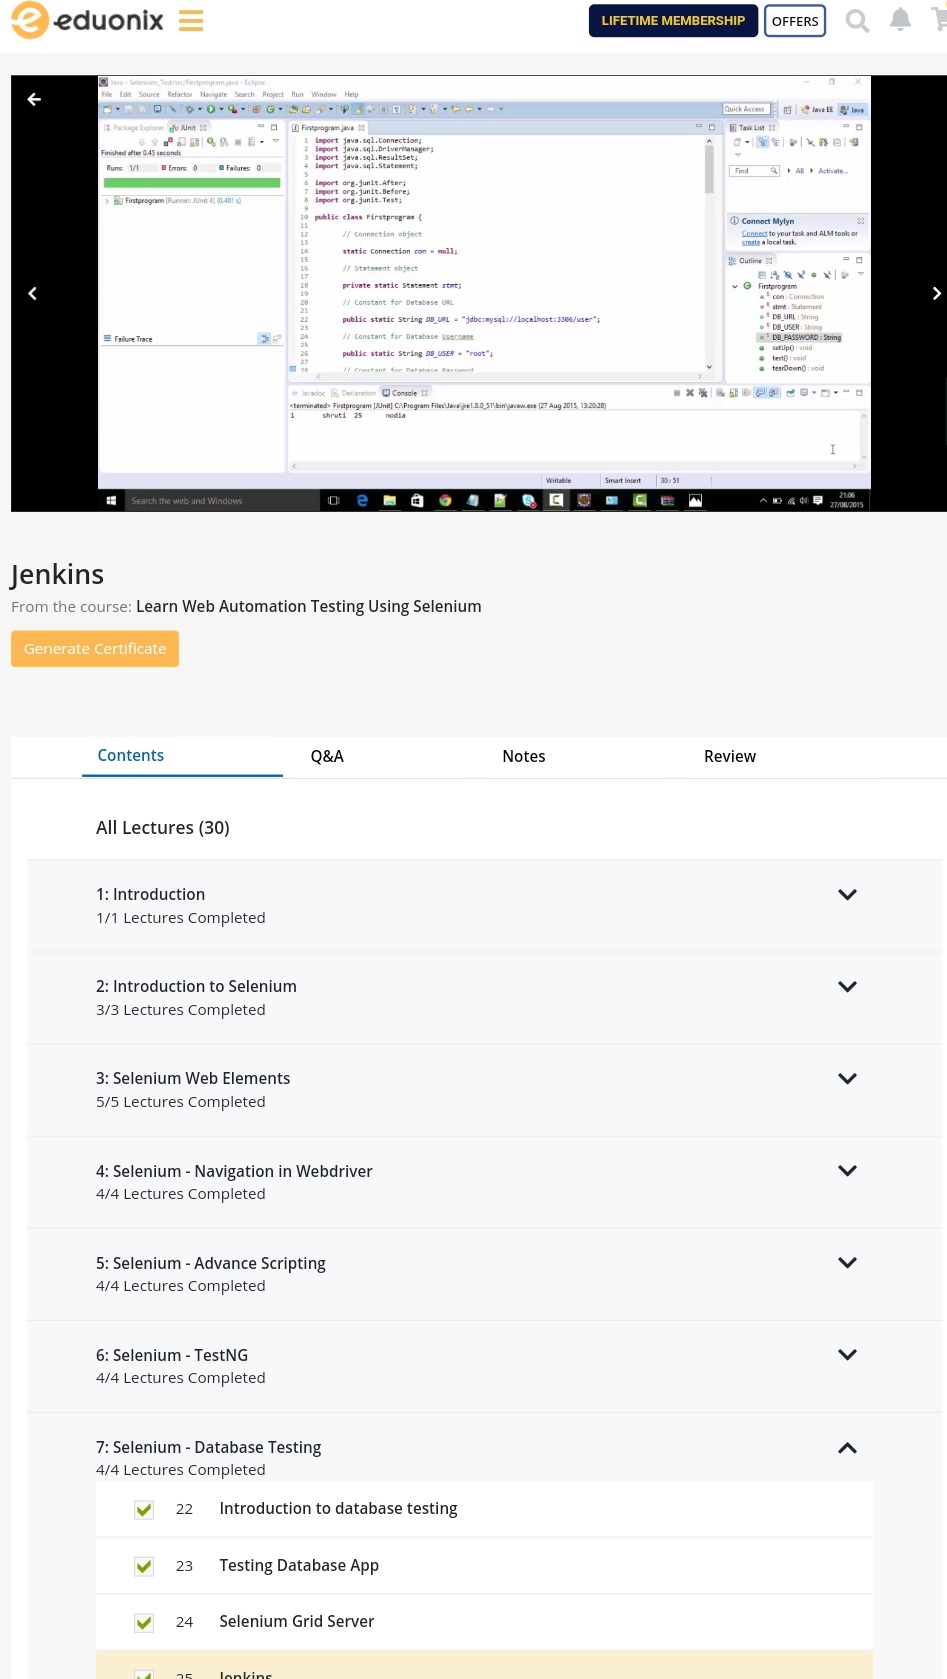 eduonix
LIFETIME MEMBERSHIP
OFFERS
Java - Selenium_Test/src/Firstprogram.java - Eclipse
File Edit Source Refactor Navigate Search Project Run Window Help
Quick Access
Java EE
Java
Package Explorer
JUnit
Finished after 0.45 seconds
Runs: 1/1
Errors: 0
Failures: 0
Firstprogram [Runner: JUnit 4] (0.401 s)
Failure Trace
Firstprogram.java
1 import java.sql.Connection;
2 import java.sql.DriverManager;
3 import java.sql.ResultSet;
4 import java.sql.Statement;
5
6 import org.junit.After;
7 import org.junit.Before;
8 import org.junit.Test;
9
10 public class Firstprogram {
11
12 // Connection object
13
14 static Connection con = null;
15
16 // Statement object
17
18 private static Statement stmt;
19
20 // Constant for Database URL
21
22 public static String DB_URL = "jdbc:mysql://localhost:3306/user";
23
24 // Constant for Database Username
25
26 public static String DB_USER = "root";
27
28 // Constant for Database Password
Task List
Find
All
Activate...
Connect Mylyn
Connect to your task and ALM tools or
create a local task.
Outline
Firstprogram
con : Connection
stmt : Statement
DB_URL : String
DB_USER : String
DB_PASSWORD : String
setUp() : void
test() : void
tearDown() : void
Javadoc
Declaration
Console
<terminated> Firstprogram [JUnit] C:\Program Files\Java\jre1.8.0_51\bin\javaw.exe (27 Aug 2015, 13:20:28)
1 shruti 25 nodia
Writable
Smart Insert
30 : 51
Search the web and Windows
21:06
27/08/2015
Jenkins
From the course: Learn Web Automation Testing Using Selenium
Generate Certificate
Contents
Q&A
Notes
Review
All Lectures (30)
1: Introduction
1/1 Lectures Completed
2: Introduction to Selenium
3/3 Lectures Completed
3: Selenium Web Elements
5/5 Lectures Completed
4: Selenium - Navigation in Webdriver
4/4 Lectures Completed
5: Selenium - Advance Scripting
4/4 Lectures Completed
6: Selenium - TestNG
4/4 Lectures Completed
7: Selenium - Database Testing
4/4 Lectures Completed
22 Introduction to database testing
23 Testing Database App
24 Selenium Grid Server
25 Jenkins